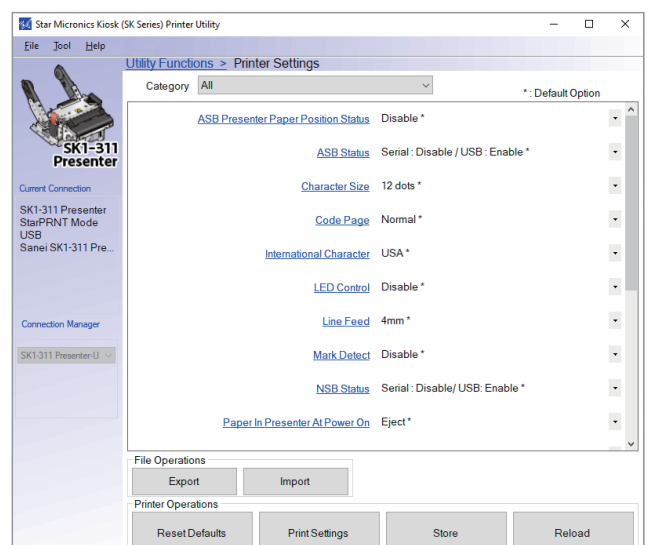 Star Micronics Kiosk (SK Series) Printer Utility
File Tool Help
Utility Functions > Printer Settings
Category All
* : Default Option
SK1-311
Presenter
Current Connection
SK1-311 Presenter
StarPRNT Mode
USB
Sanei SK1-311 Pre...
Connection Manager
SK1-311 Presenter-U
ASB Presenter Paper Position Status Disable *
ASB Status Serial : Disable / USB : Enable *
Character Size 12 dots *
Code Page Normal *
International Character USA *
LED Control Disable *
Line Feed 4mm *
Mark Detect Disable *
NSB Status Serial : Disable/ USB: Enable *
Paper In Presenter At Power On Eject *
File Operations
Export Import
Printer Operations
Reset Defaults Print Settings Store Reload